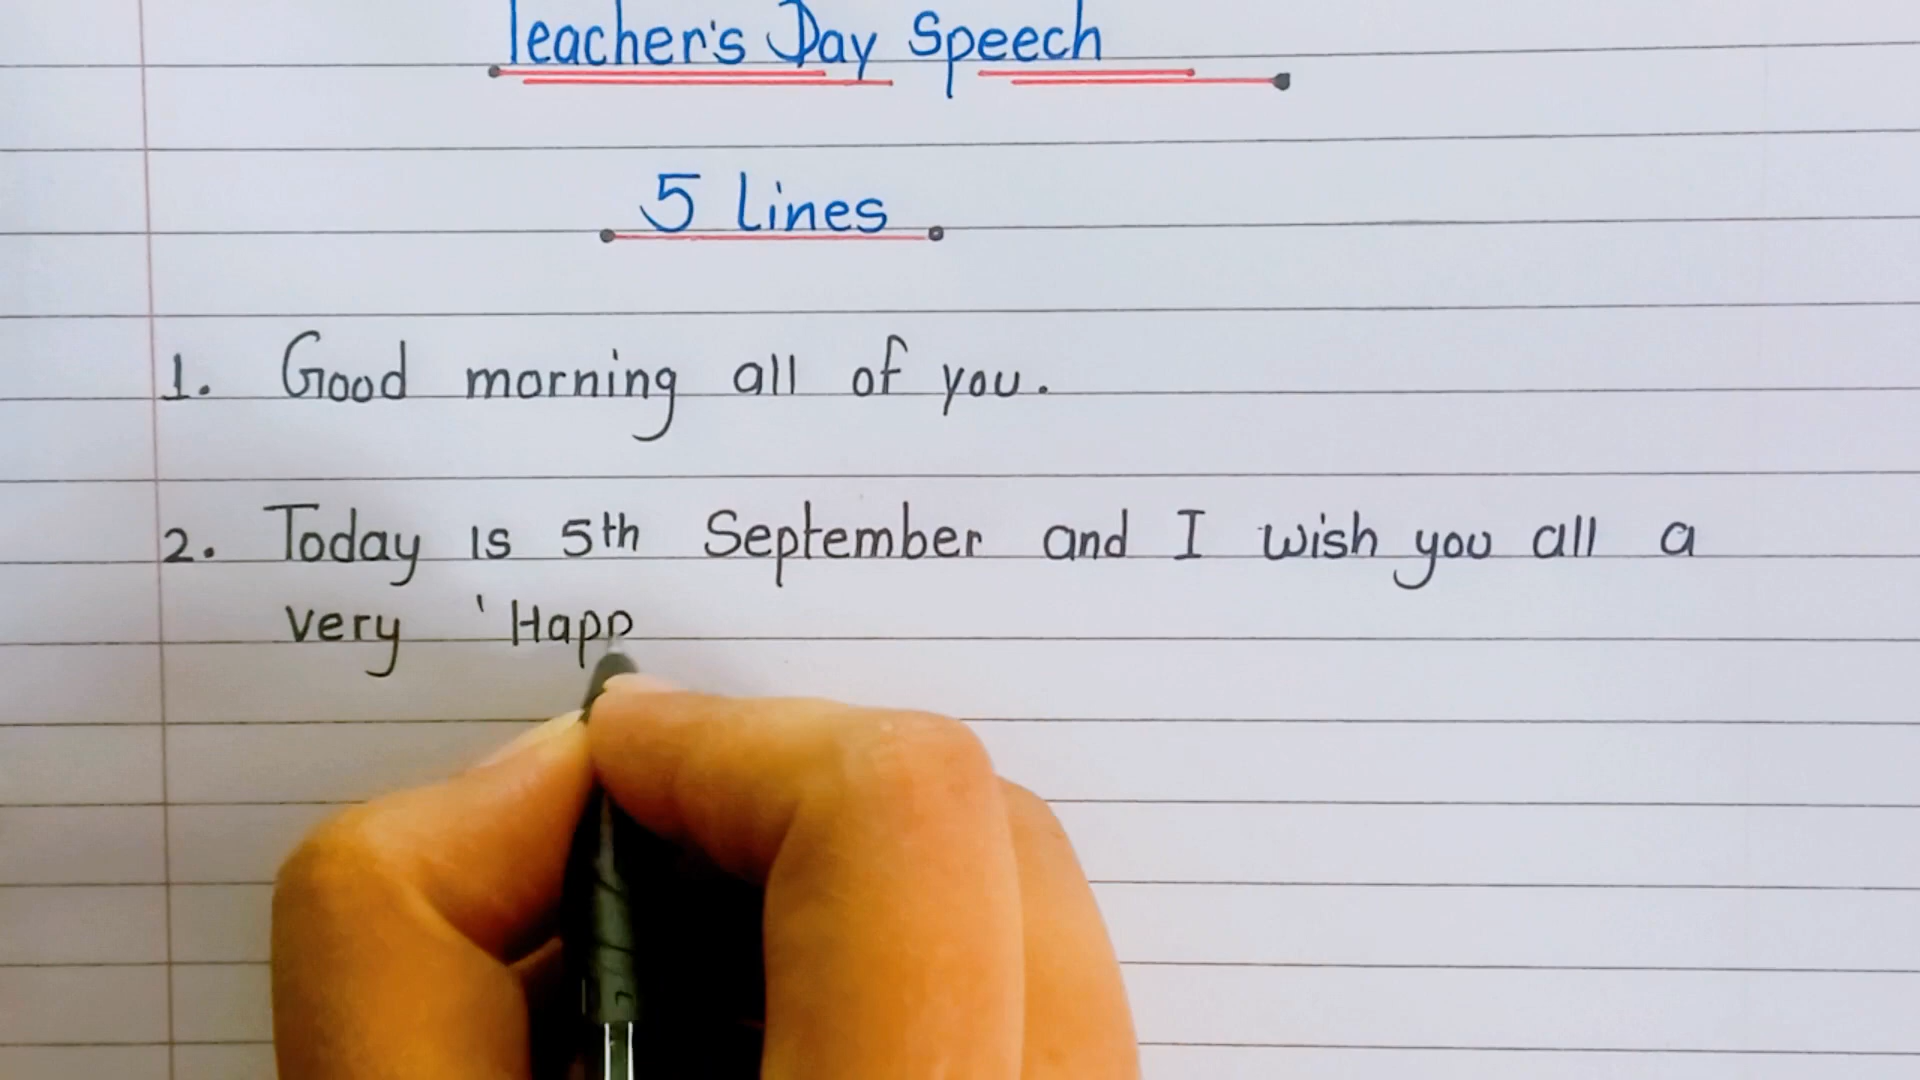 Teacher's Day Speech
5 Lines
1. Good morning all of you.
2. Today is 5th September and I wish you all a
very 'Happ